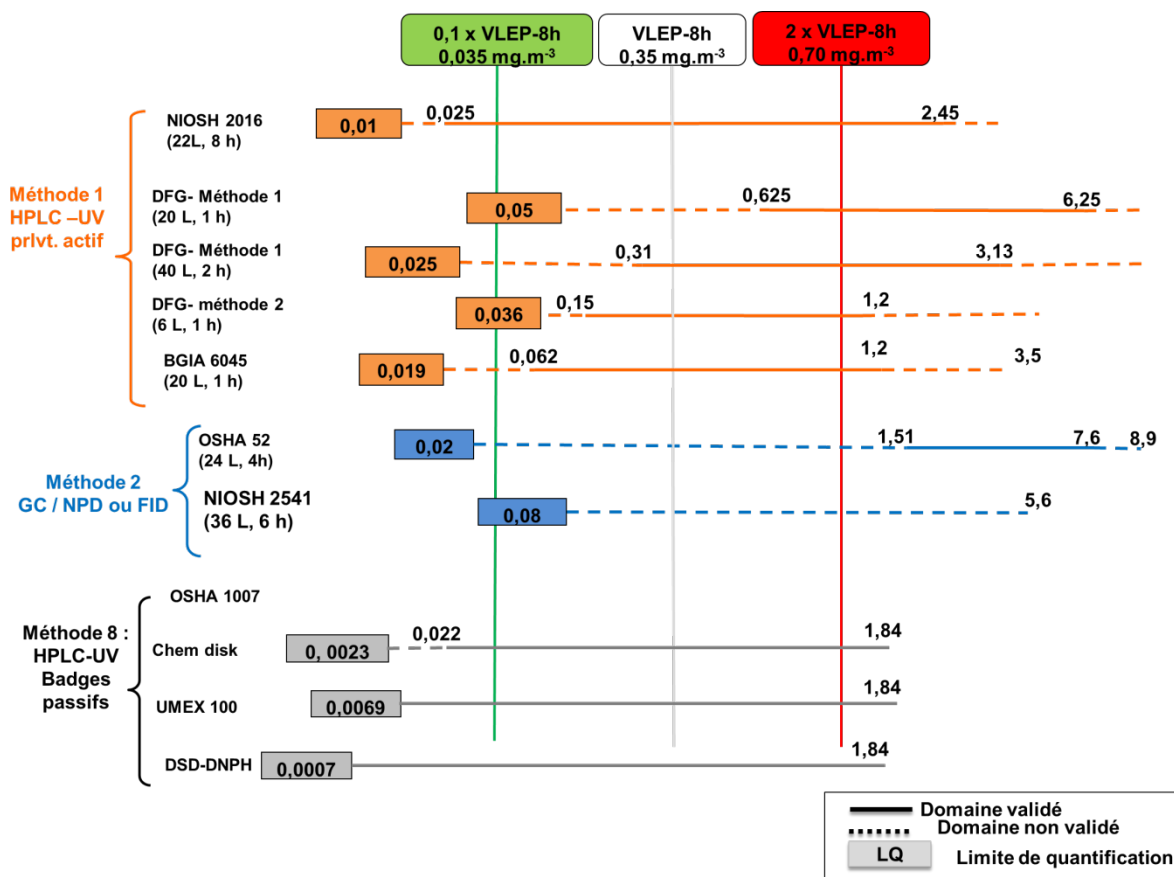 0,1 x VLEP-8h
0,035 mg.m-3
VLEP-8h
0,35 mg.m-3
2 x VLEP-8h
0,70 mg.m-3
Méthode 1
HPLC –UV
prlvt. actif
NIOSH 2016
(22L, 8 h)
0,01
0,025
2,45
DFG- Méthode 1
(20 L, 1 h)
0,05
0,625
6,25
DFG- Méthode 1
(40 L, 2 h)
0,025
0,31
3,13
DFG- méthode 2
(6 L, 1 h)
0,036
0,15
1,2
BGIA 6045
(20 L, 1 h)
0,019
0,062
1,2
3,5
Méthode 2
GC / NPD ou FID
OSHA 52
(24 L, 4h)
0,02
1,51
7,6
8,9
NIOSH 2541
(36 L, 6 h)
0,08
5,6
Méthode 8 :
HPLC-UV
Badges
passifs
OSHA 1007
Chem disk
0, 0023
0,022
1,84
UMEX 100
0,0069
1,84
DSD-DNPH
0,0007
1,84
Domaine validé
Domaine non validé
LQ
Limite de quantification